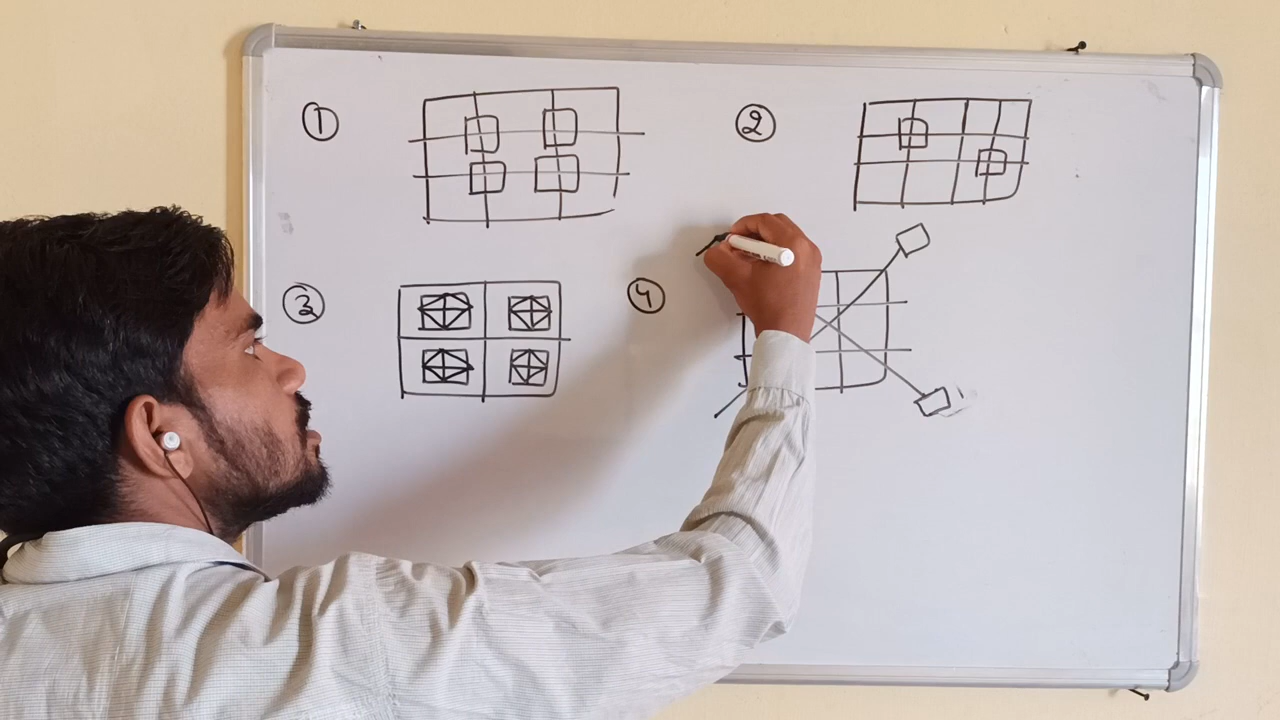 ① ②
③ ④